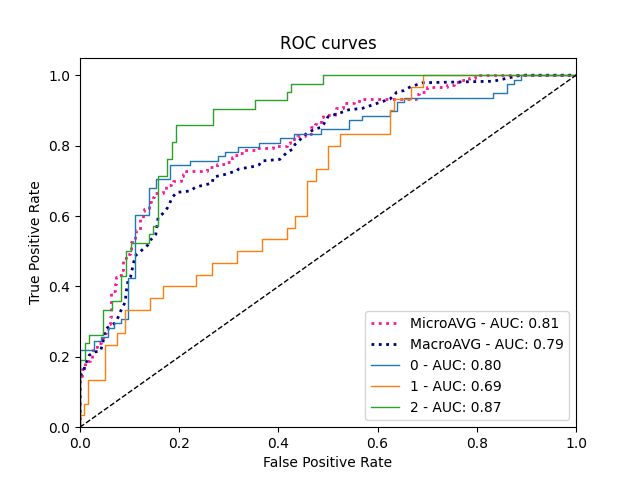 ROC curves
True Positive Rate
1.0
0.8
0.6
0.4
0.2
0.0
MicroAVG - AUC: 0.81
MacroAVG - AUC: 0.79
0 - AUC: 0.80
1 - AUC: 0.69
2 - AUC: 0.87
0.0 0.2 0.4 0.6 0.8 1.0
False Positive Rate